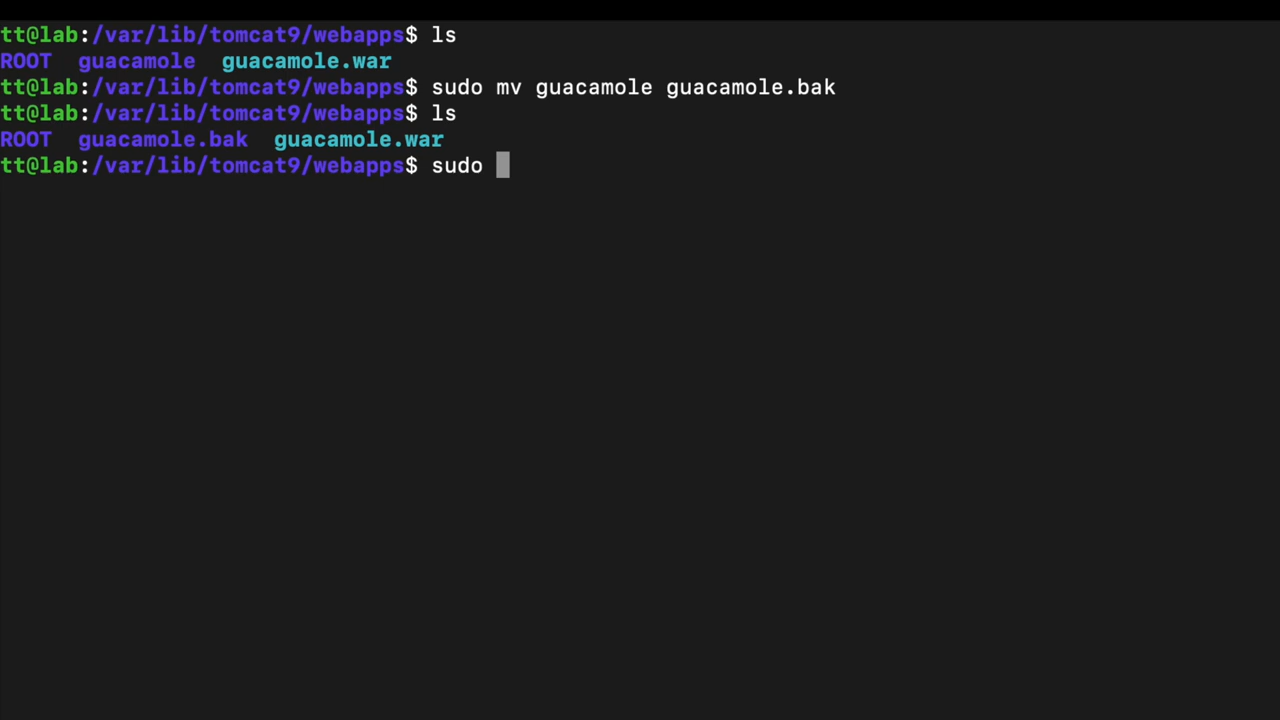 tt@lab:/var/lib/tomcat9/webapps$ ls
ROOT  guacamole  guacamole.war
tt@lab:/var/lib/tomcat9/webapps$ sudo mv guacamole guacamole.bak
tt@lab:/var/lib/tomcat9/webapps$ ls
ROOT  guacamole.bak  guacamole.war
tt@lab:/var/lib/tomcat9/webapps$ sudo